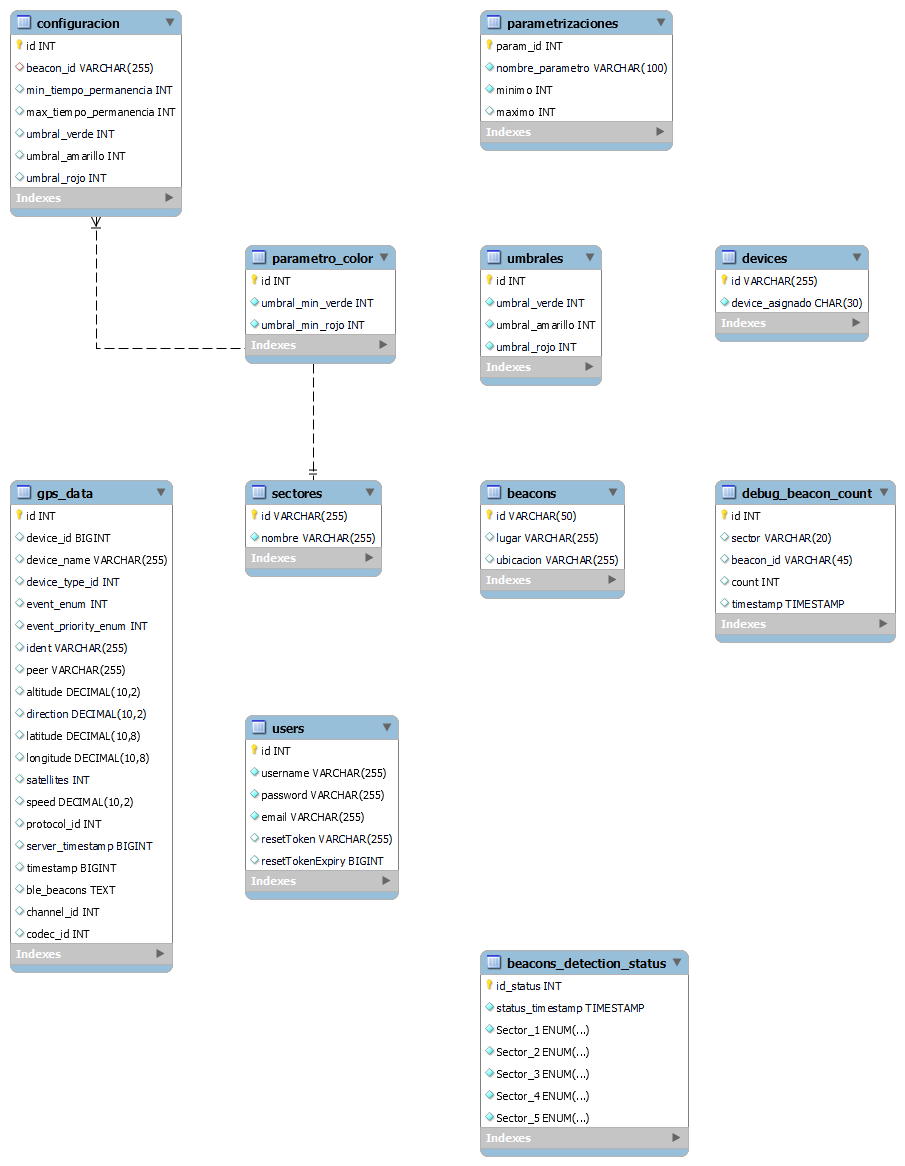 configuracion
id INT
beacon_id VARCHAR(255)
min_tiempo_permanencia INT
max_tiempo_permanencia INT
umbral_verde INT
umbral_amarillo INT
umbral_rojo INT
Indexes
parametrizaciones
param_id INT
nombre_parametro VARCHAR(100)
minimo INT
maximo INT
Indexes
parametro_color
id INT
umbral_min_verde INT
umbral_min_rojo INT
Indexes
umbrales
id INT
umbral_verde INT
umbral_amarillo INT
umbral_rojo INT
Indexes
devices
id VARCHAR(255)
device_asignado CHAR(30)
Indexes
gps_data
id INT
device_id BIGINT
device_name VARCHAR(255)
device_type_id INT
event_enum INT
event_priority_enum INT
ident VARCHAR(255)
peer VARCHAR(255)
altitude DECIMAL(10,2)
direction DECIMAL(10,2)
latitude DECIMAL(10,8)
longitude DECIMAL(10,8)
satellites INT
speed DECIMAL(10,2)
protocol_id INT
server_timestamp BIGINT
timestamp BIGINT
ble_beacons TEXT
channel_id INT
codec_id INT
Indexes
sectores
id VARCHAR(255)
nombre VARCHAR(255)
Indexes
beacons
id VARCHAR(50)
lugar VARCHAR(255)
ubicacion VARCHAR(255)
Indexes
debug_beacon_count
id INT
sector VARCHAR(20)
beacon_id VARCHAR(45)
count INT
timestamp TIMESTAMP
Indexes
users
id INT
username VARCHAR(255)
password VARCHAR(255)
email VARCHAR(255)
resetToken VARCHAR(255)
resetTokenExpiry BIGINT
Indexes
beacons_detection_status
id_status INT
status_timestamp TIMESTAMP
Sector_1 ENUM(...)
Sector_2 ENUM(...)
Sector_3 ENUM(...)
Sector_4 ENUM(...)
Sector_5 ENUM(...)
Indexes